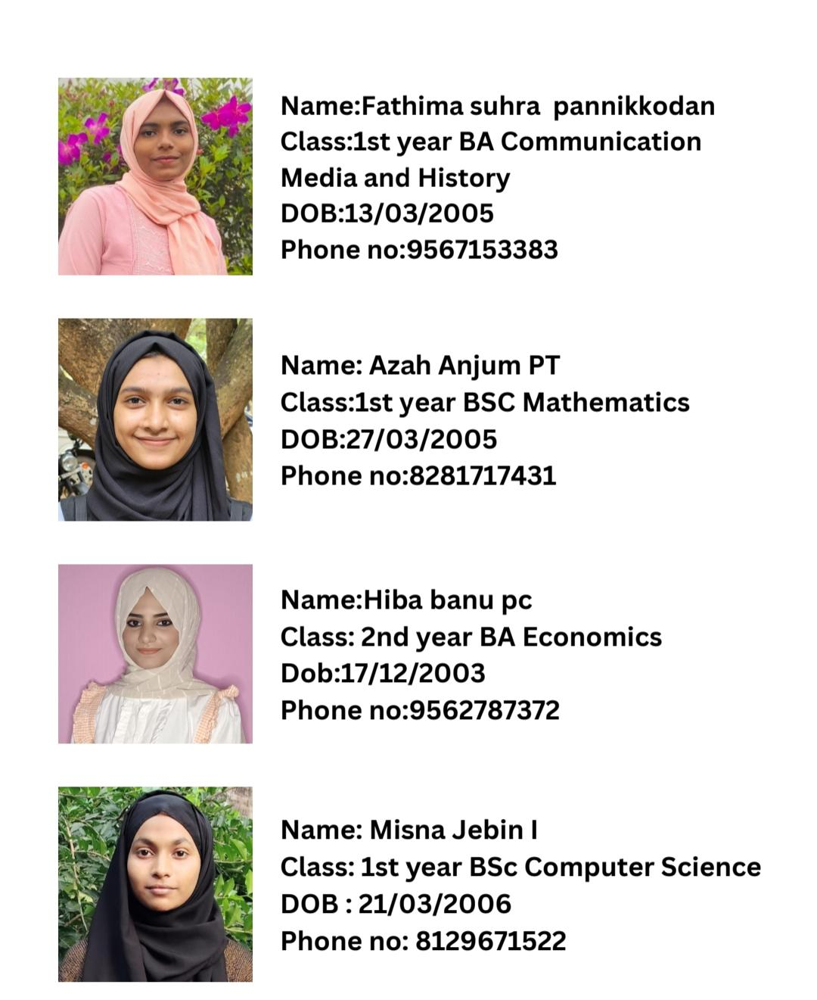 Name:Fathima suhra  pannikkodan
Class:1st year BA Communication
Media and History
DOB:13/03/2005
Phone no:9567153383
Name: Azah Anjum PT
Class:1st year BSC Mathematics
DOB:27/03/2005
Phone no:8281717431
Name:Hiba banu pc
Class: 2nd year BA Economics
Dob:17/12/2003
Phone no:9562787372
Name: Misna Jebin I
Class: 1st year BSc Computer Science
DOB : 21/03/2006
Phone no: 8129671522